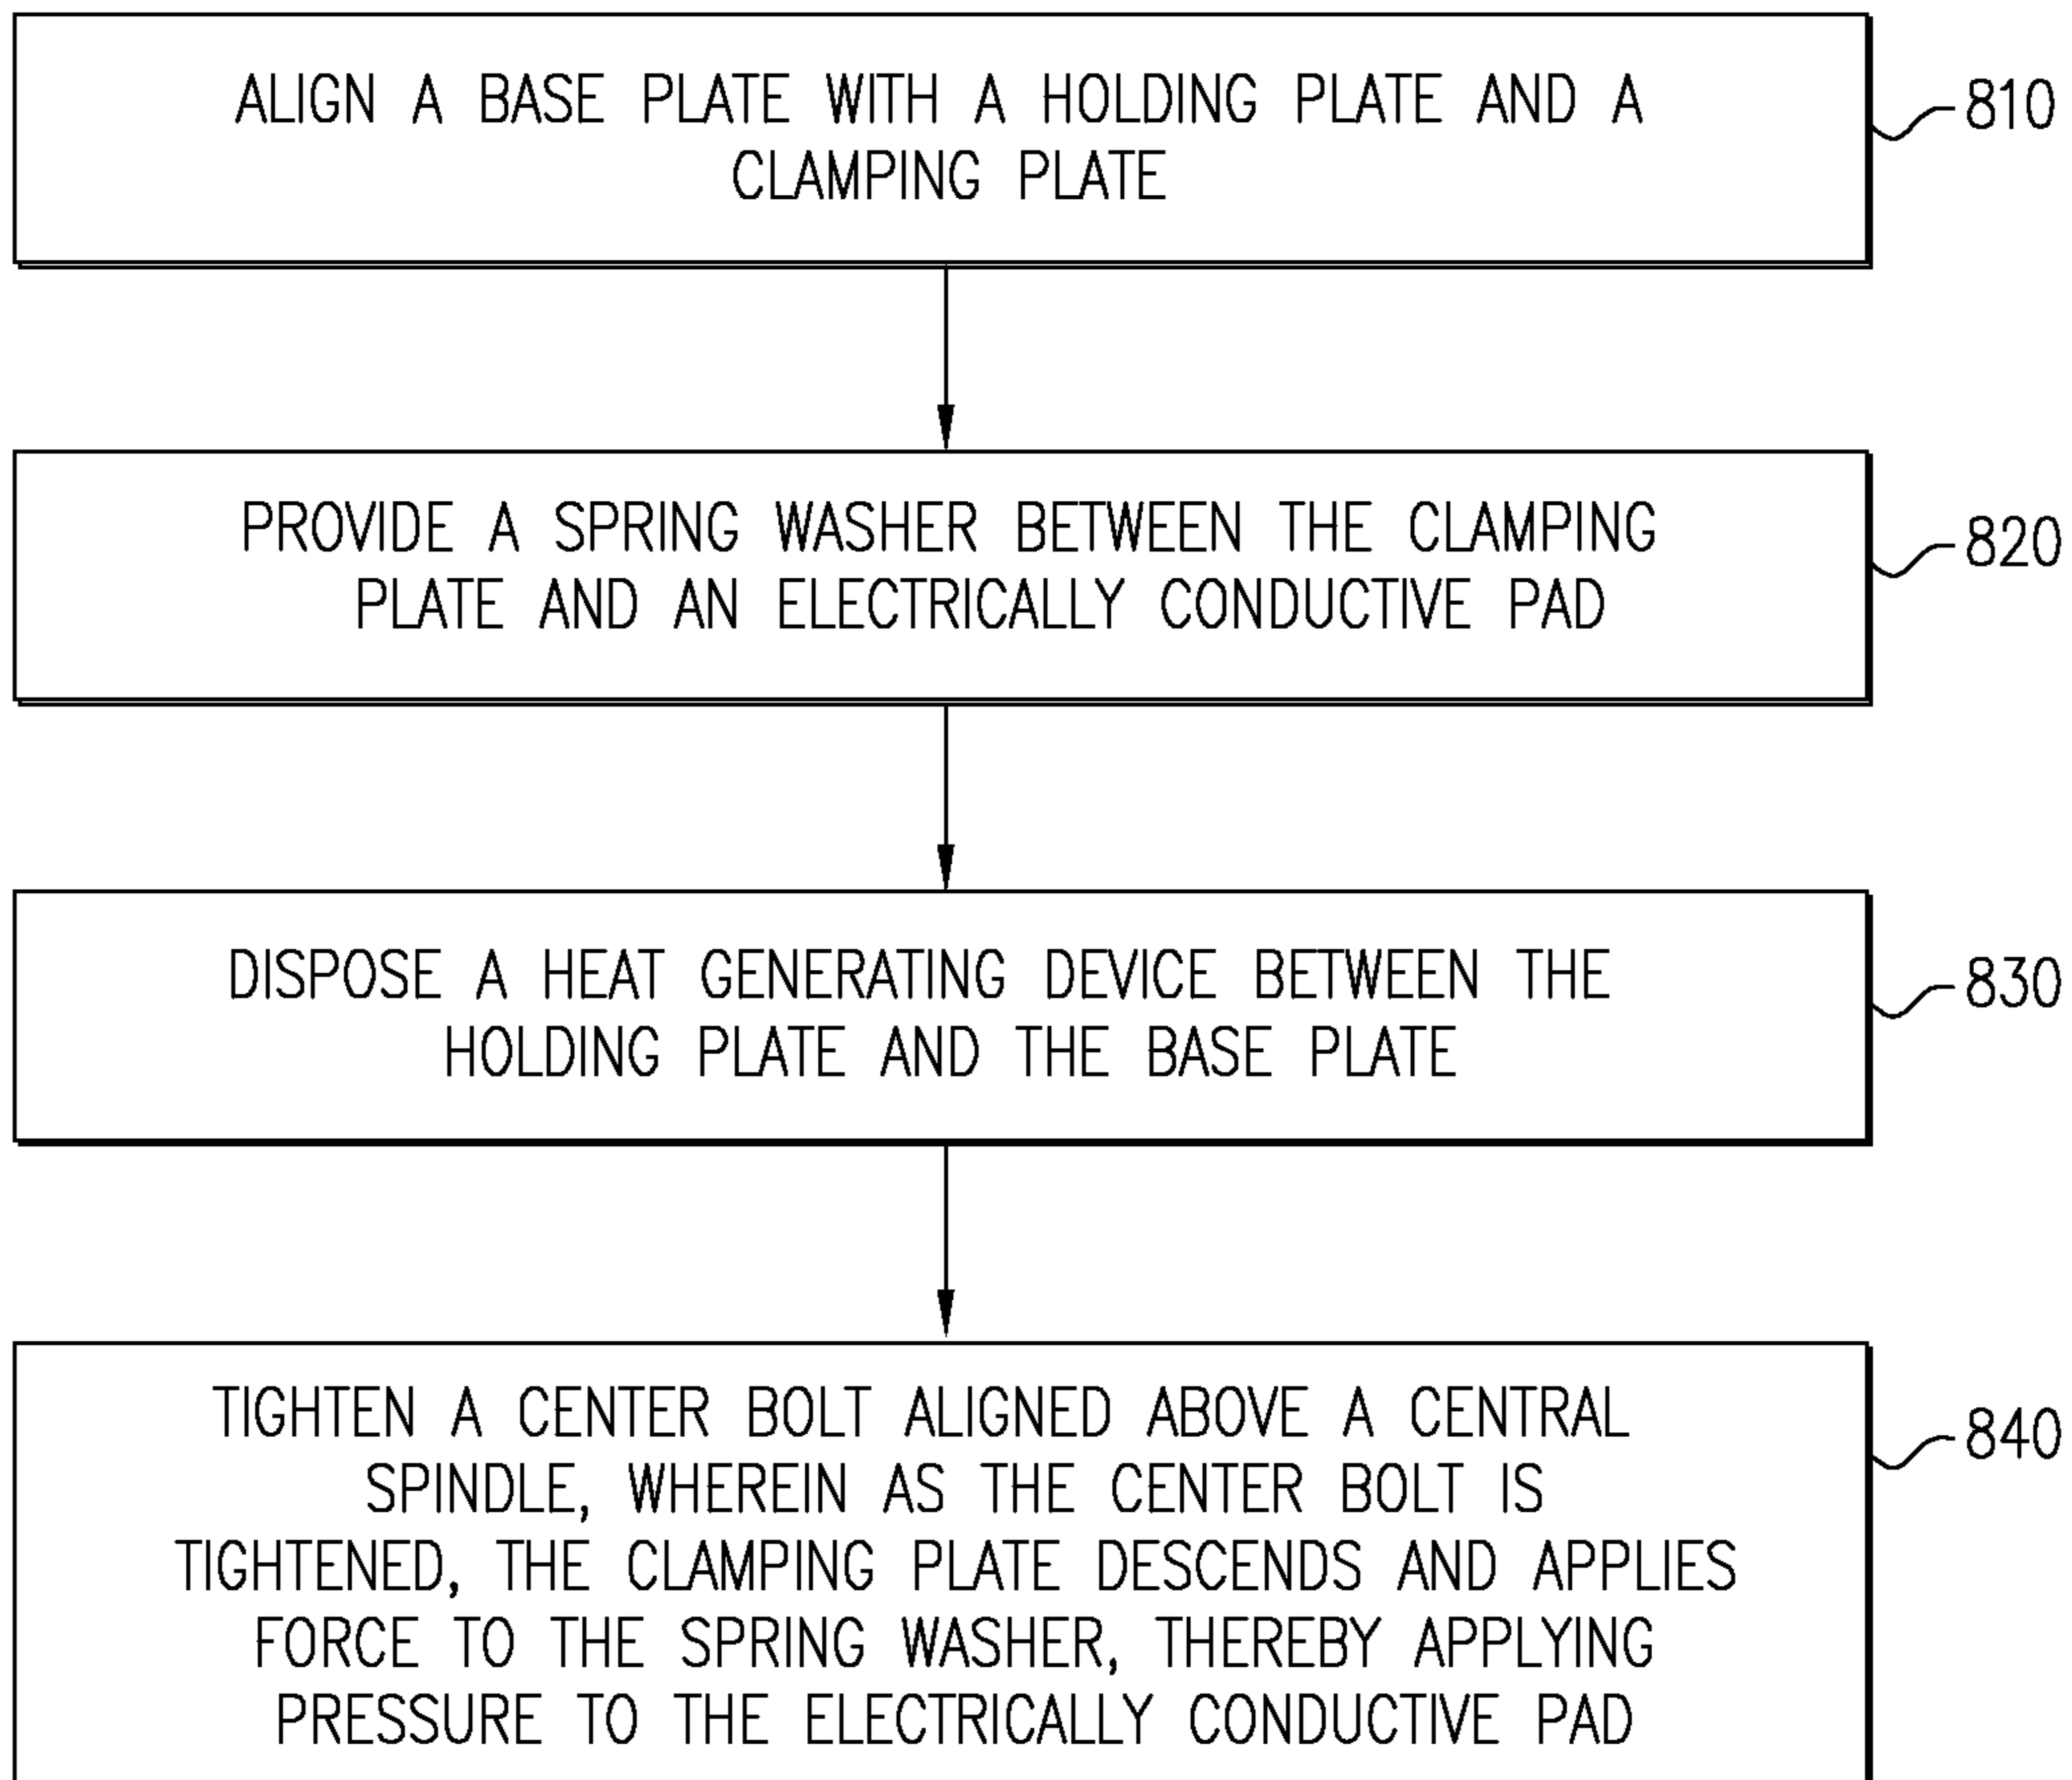 ALIGN A BASE PLATE WITH A HOLDING PLATE AND A
CLAMPING PLATE
810
PROVIDE A SPRING WASHER BETWEEN THE CLAMPING
PLATE AND AN ELECTRICALLY CONDUCTIVE PAD
820
DISPOSE A HEAT GENERATING DEVICE BETWEEN THE
HOLDING PLATE AND THE BASE PLATE
830
TIGHTEN A CENTER BOLT ALIGNED ABOVE A CENTRAL
SPINDLE, WHEREIN AS THE CENTER BOLT IS
TIGHTENED, THE CLAMPING PLATE DESCENDS AND APPLIES
FORCE TO THE SPRING WASHER, THEREBY APPLYING
PRESSURE TO THE ELECTRICALLY CONDUCTIVE PAD
840